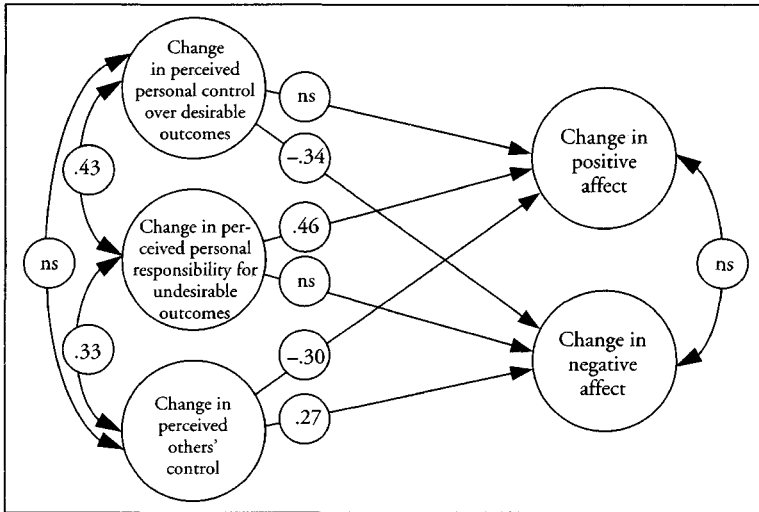 Change
in perceived
personal control
over desirable
outcomes
ns
–.34
Change in
positive
affect
.43
Change in per-
ceived personal
responsibility for
undesirable
outcomes
.46
ns
ns
ns
.33
–.30
Change in
negative
affect
Change in
perceived
others'
control
.27